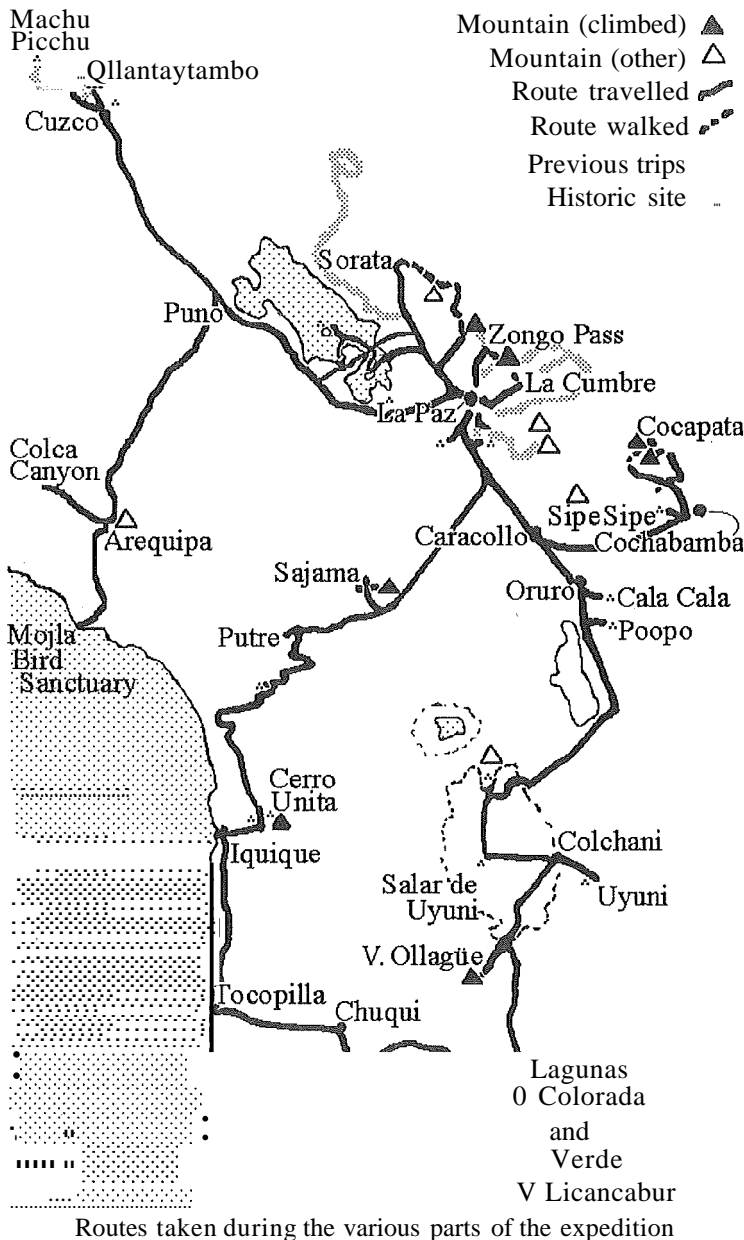 Machu
Picchu
Qllantaytambo
Cuzco
Mountain (climbed)
Mountain (other)
Route travelled
Route walked
Previous trips
Historic site
Sorata
Puno
Zongo Pass
La Cumbre
La Paz
Cocapata
Colca
Canyon
Arequipa
SipeSipe
Caracollo
Cochabamba
Sajama
Oruro
Cala Cala
Putre
Poopo
Mojla
Bird
Sanctuary
Cerro
Unita
Iquique
Colchani
Salar de
Uyuni
Uyuni
V. Ollagüe
Tocopilla
Chuqui
Lagunas
0 Colorada
and
Verde
V Licancabur
Routes taken during the various parts of the expedition